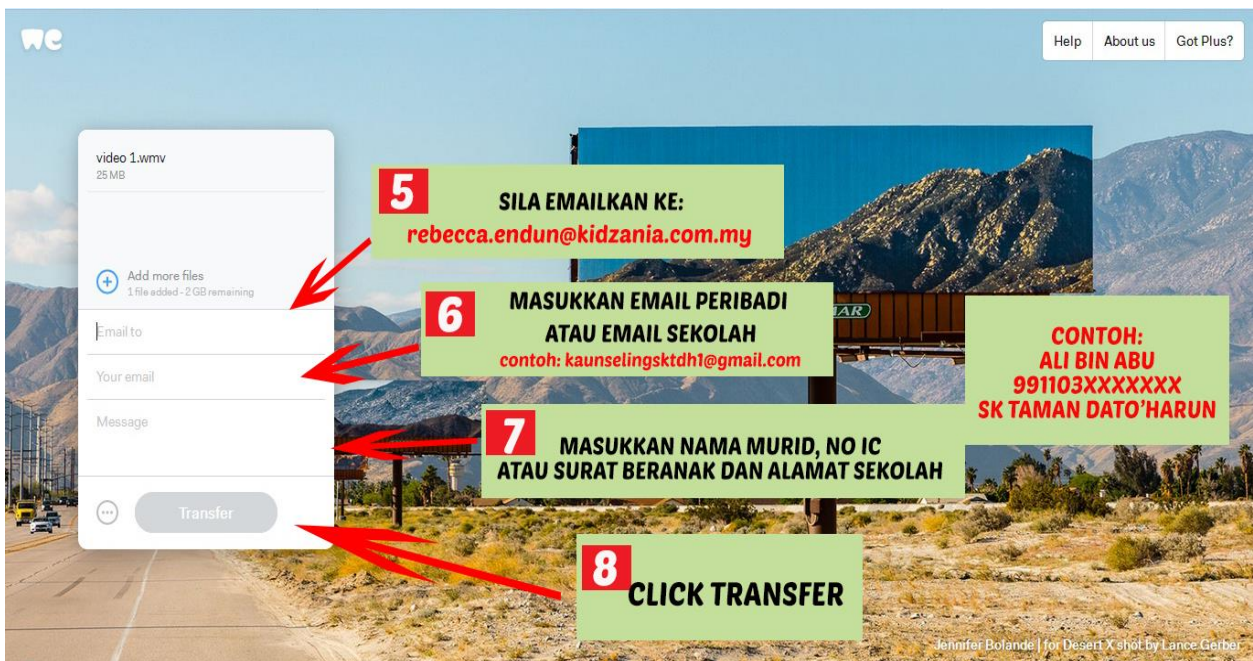 we
Help About us Got Plus?
video 1.wmv
25 MB
Add more files
1 file added - 2 GB remaining
Email to
Your email
Message
Transfer
5
SILA EMAILKAN KE:
rebecca.endun@kidzania.com.my
6
MASUKKAN EMAIL PERIBADI
ATAU EMAIL SEKOLAH
contoh: kaunselingsktdh1@gmail.com
7
MASUKKAN NAMA MURID, NO IC
ATAU SURAT BERANAK DAN ALAMAT SEKOLAH
CONTOH:
ALI BIN ABU
991103XXXXXXX
SK TAMAN DATO'HARUN
8
CLICK TRANSFER
MAR
Jennifer Bolande | for Desert X shot by Lance Gerber